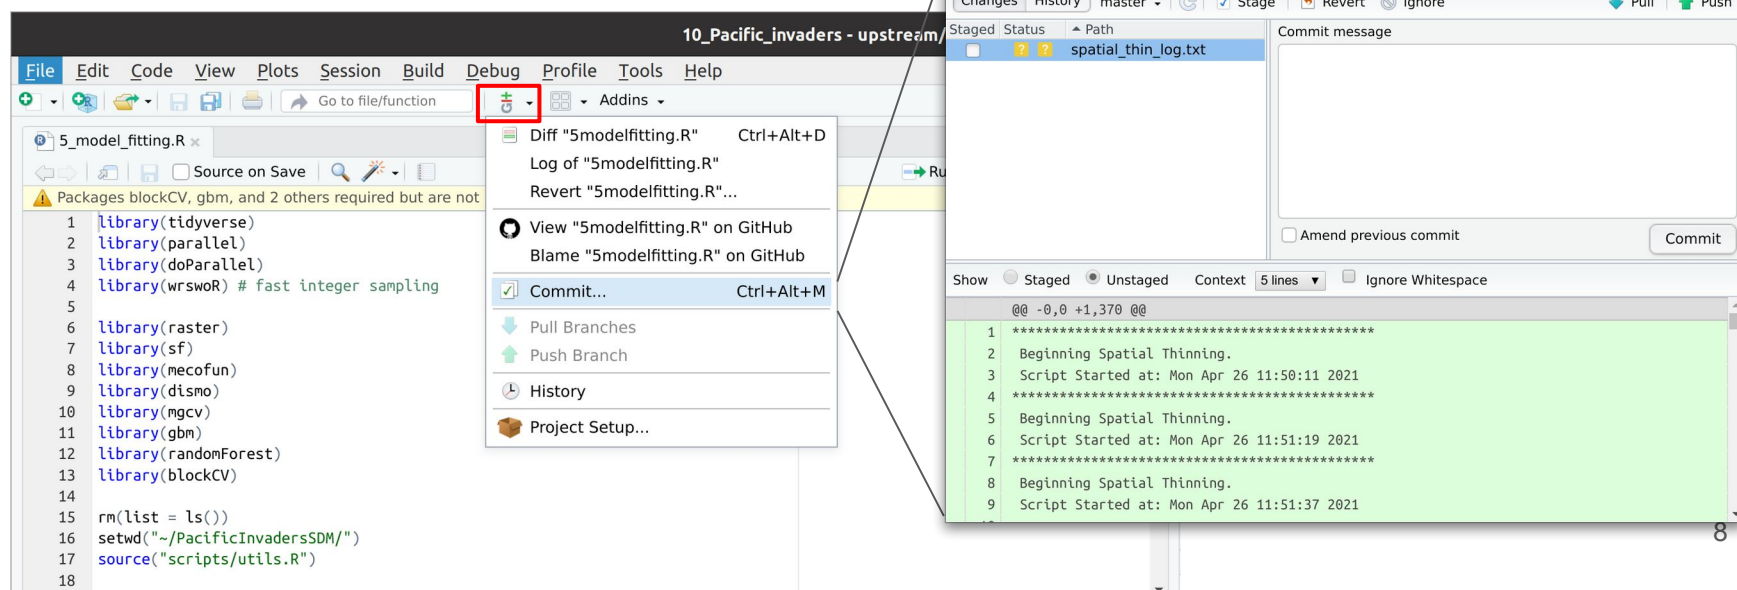 10_Pacific_invaders - upstream/
File Edit Code View Plots Session Build Debug Profile Tools Help
Go to file/function
Addins
5_model_fitting.R
Source on Save
Ru
Packages blockCV, gbm, and 2 others required but are not
1 library(tidyverse)
2 library(parallel)
3 library(doParallel)
4 library(wrswoR) # fast integer sampling
5
6 library(raster)
7 library(sf)
8 library(mecofun)
9 library(dismo)
10 library(mgcv)
11 library(gbm)
12 library(randomForest)
13 library(blockCV)
14
15 rm(list = ls())
16 setwd("~/PacificInvadersSDM/")
17 source("scripts/utils.R")
18
Diff "5modelfitting.R" Ctrl+Alt+D
Log of "5modelfitting.R"
Revert "5modelfitting.R"...
View "5modelfitting.R" on GitHub
Blame "5modelfitting.R" on GitHub
Commit... Ctrl+Alt+M
Pull Branches
Push Branch
History
Project Setup...
Changes History master Stage Revert Ignore Pull Push
Staged Status Path
? ? spatial_thin_log.txt
Commit message
Amend previous commit
Commit
Show Staged Unstaged Context 5 lines Ignore Whitespace
@@ -0,0 +1,370 @@
1 **********************************************
2 Beginning Spatial Thinning.
3 Script Started at: Mon Apr 26 11:50:11 2021
4 **********************************************
5 Beginning Spatial Thinning.
6 Script Started at: Mon Apr 26 11:51:19 2021
7 **********************************************
8 Beginning Spatial Thinning.
9 Script Started at: Mon Apr 26 11:51:37 2021
8